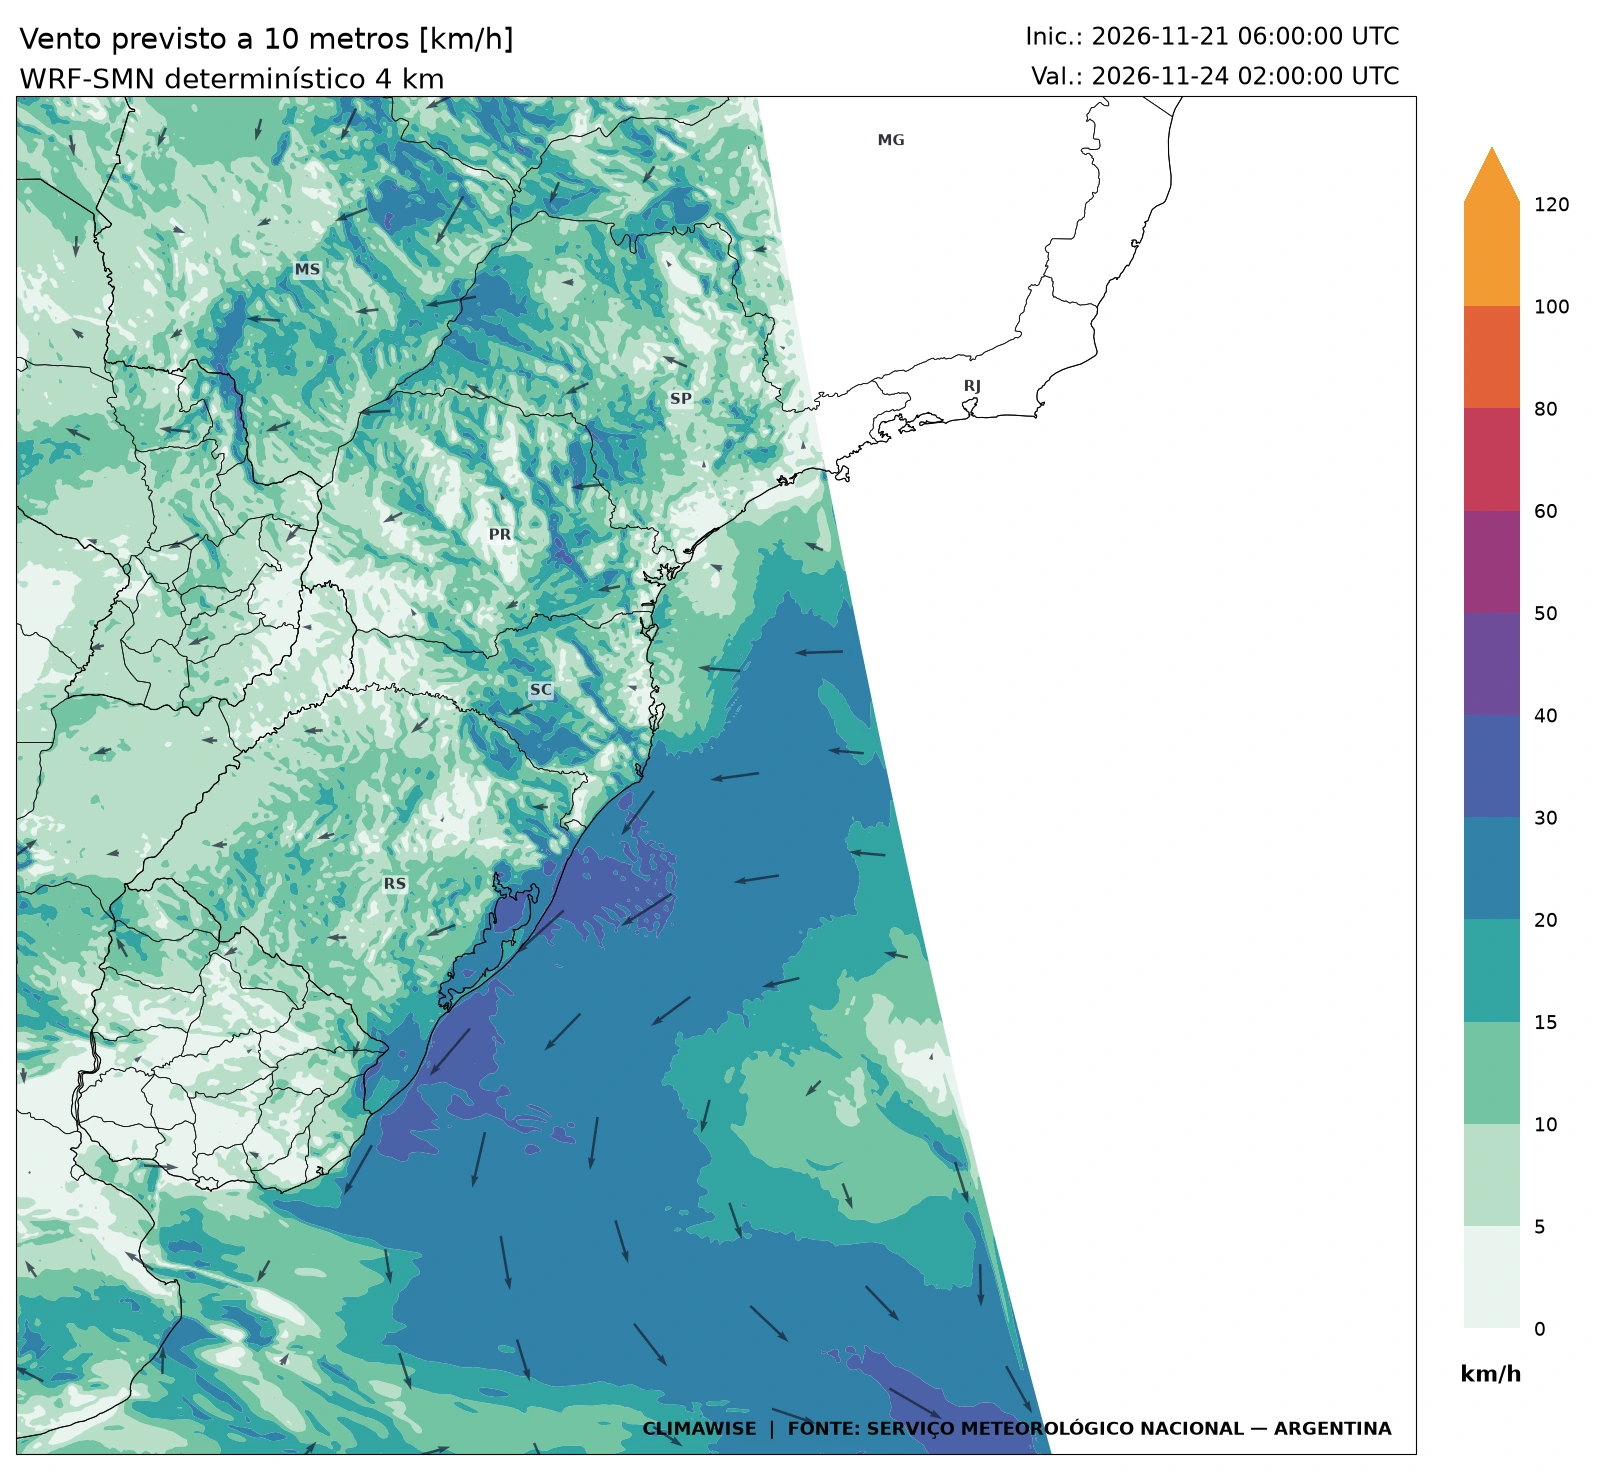 Vento previsto a 10 metros [km/h]
WRF-SMN determinístico 4 km
Inic.: 2026-11-21 06:00:00 UTC
Val.: 2026-11-24 02:00:00 UTC
MG
MS
RJ
SP
PR
SC
RS
120
100
80
60
50
40
30
20
15
10
5
0
km/h
CLIMAWISE | FONTE: SERVIÇO METEOROLÓGICO NACIONAL — ARGENTINA